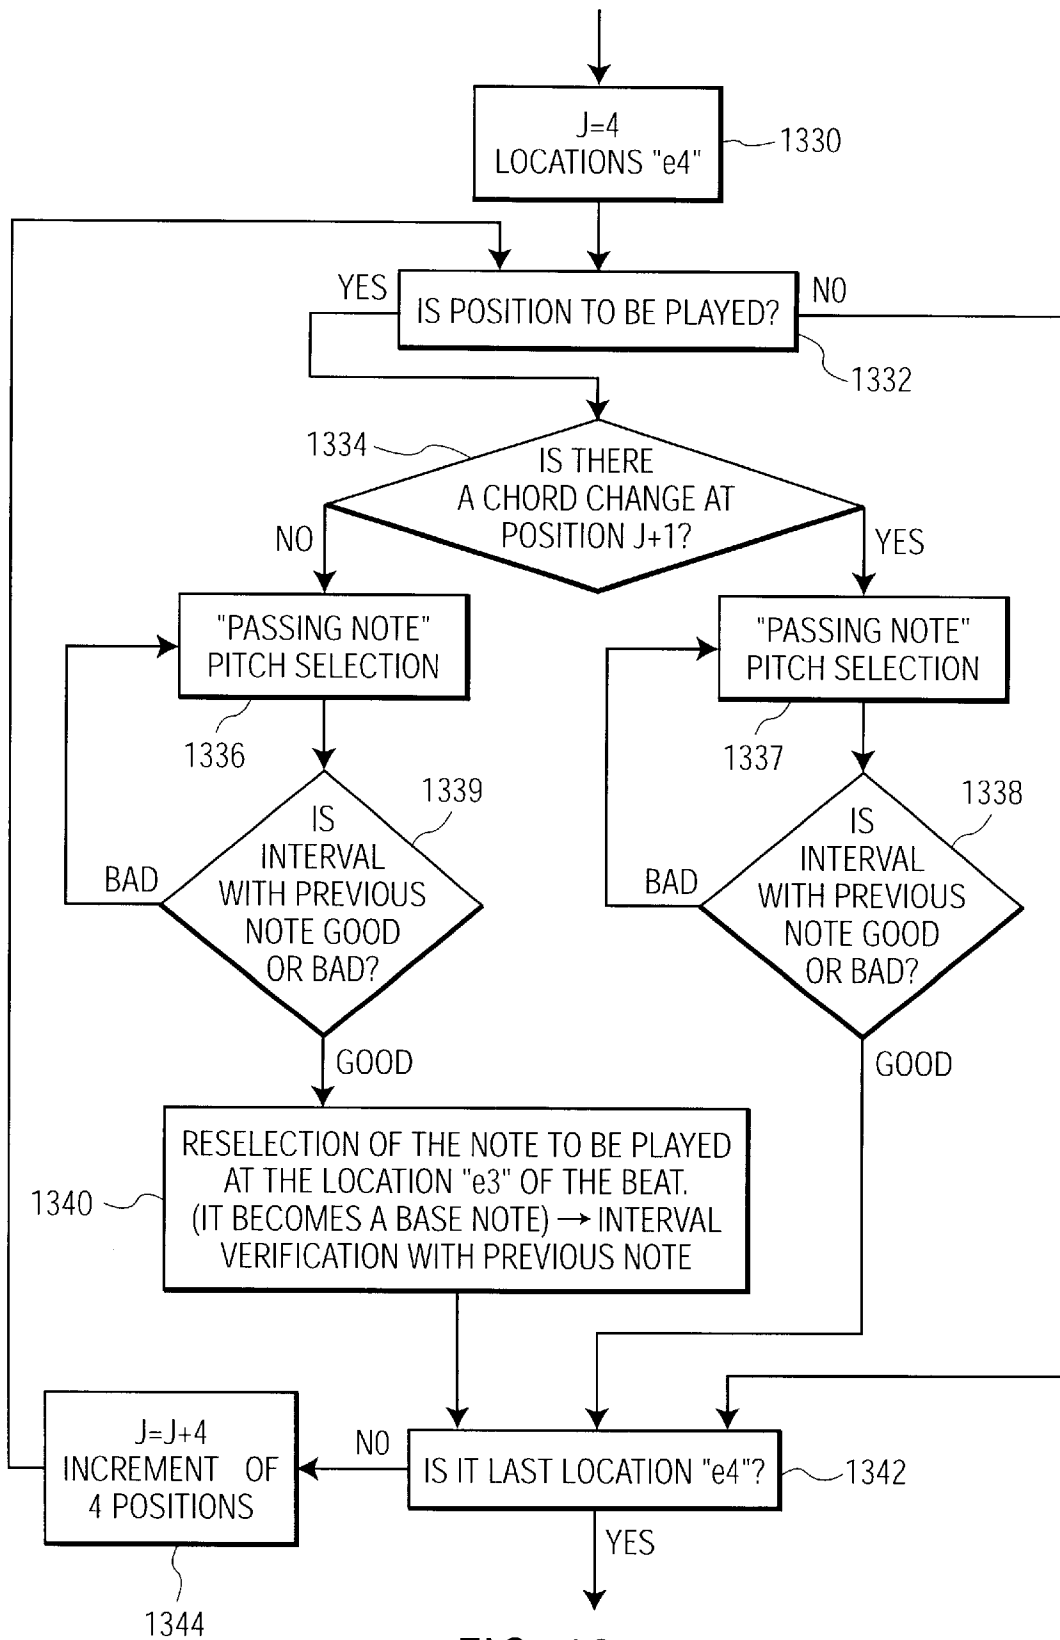 J=4
LOCATIONS "e4"
1330
YES
IS POSITION TO BE PLAYED?
NO
1332
1334
IS THERE
A CHORD CHANGE AT
POSITION J+1?
NO
YES
"PASSING NOTE"
PITCH SELECTION
1336
"PASSING NOTE"
PITCH SELECTION
1337
IS
INTERVAL
WITH PREVIOUS
NOTE GOOD
OR BAD?
1339
BAD
GOOD
IS
INTERVAL
WITH PREVIOUS
NOTE GOOD
OR BAD?
1338
BAD
GOOD
RESELECTION OF THE NOTE TO BE PLAYED
AT THE LOCATION "e3" OF THE BEAT.
(IT BECOMES A BASE NOTE) → INTERVAL
VERIFICATION WITH PREVIOUS NOTE
1340
J=J+4
INCREMENT OF
4 POSITIONS
1344
NO
IS IT LAST LOCATION "e4"?
1342
YES